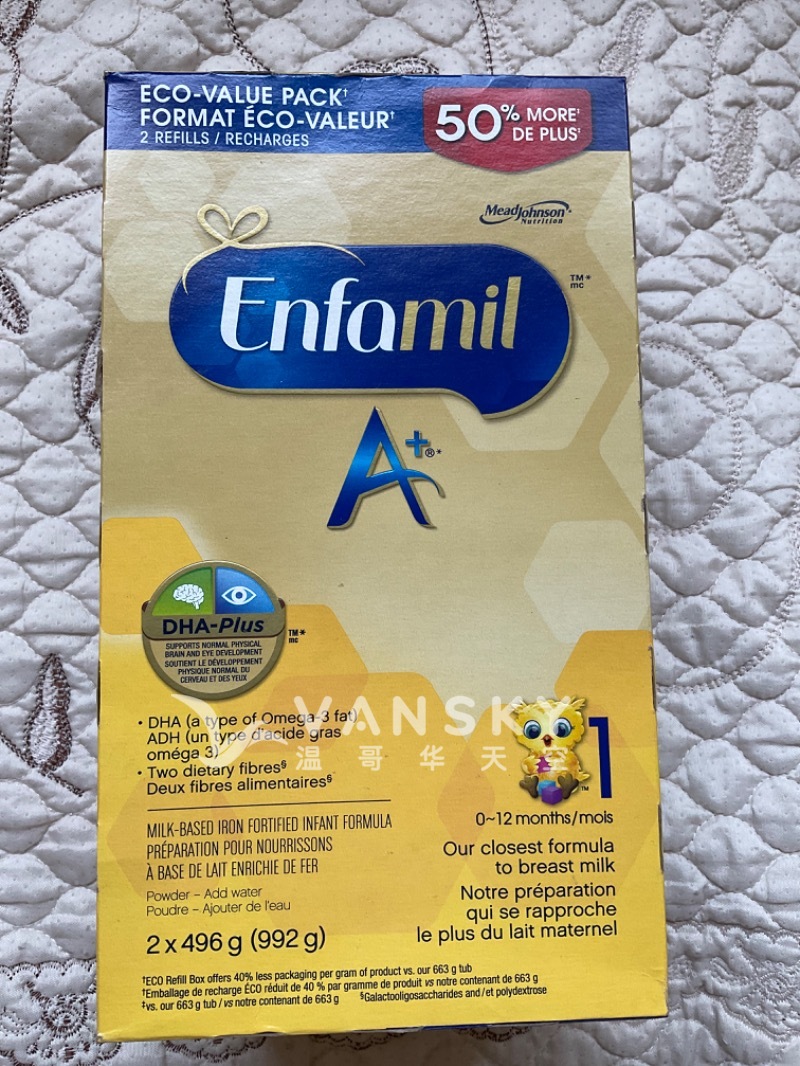 ECO-VALUE PACK†
FORMAT ÉCO-VALEUR†
2 REFILLS / RECHARGES
50% MORE‡
DE PLUS‡
MeadJohnson
Nutrition
Enfamil
TM*
mc
A+®*
DHA-Plus
TM*
mc
SUPPORTS NORMAL PHYSICAL
BRAIN AND EYE DEVELOPMENT
SOUTIENT LE DÉVELOPPEMENT
PHYSIQUE NORMAL DU
CERVEAU ET DES YEUX
• DHA (a type of Omega-3 fat)
ADH (un type d'acide gras
oméga 3)
• Two dietary fibres§
Deux fibres alimentaires§
VANSKY
温哥华天空
1
TM
0~12 months/mois
MILK-BASED IRON FORTIFIED INFANT FORMULA
PRÉPARATION POUR NOURRISSONS
À BASE DE LAIT ENRICHIE DE FER
Powder – Add water
Poudre – Ajouter de l'eau
2 x 496 g (992 g)
Our closest formula
to breast milk
Notre préparation
qui se rapproche
le plus du lait maternel
†ECO Refill Box offers 40% less packaging per gram of product vs. our 663 g tub
†Emballage de recharge ÉCO réduit de 40 % par gramme de produit vs notre contenant de 663 g
‡vs. our 663 g tub / vs notre contenant de 663 g §Galactooligosaccharides and/et polydextrose